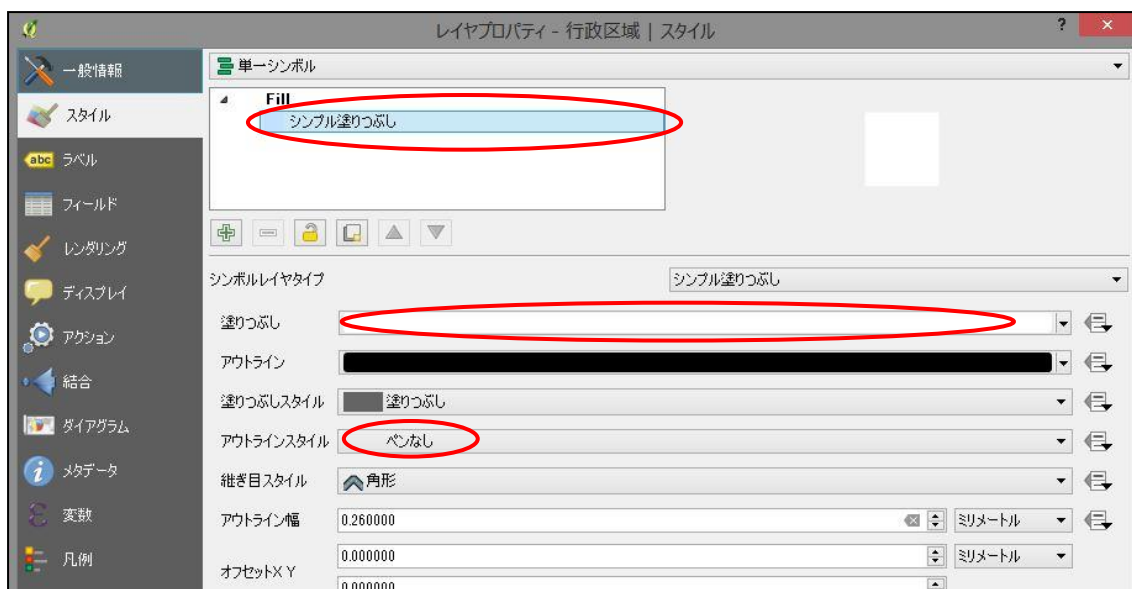 レイヤプロパティ - 行政区域 | スタイル
? ×
一般情報
スタイル
abc ラベル
フィールド
レンダリング
ディスプレイ
アクション
結合
ダイアグラム
メタデータ
変数
凡例
単一シンボル
Fill
シンプル塗りつぶし
シンボルレイヤタイプ シンプル塗りつぶし
塗りつぶし
アウトライン
塗りつぶしスタイル 塗りつぶし
アウトラインスタイル ペンなし
継ぎ目スタイル 角形
アウトライン幅 0.260000 ミリメートル
オフセットX Y 0.000000 ミリメートル
0.000000